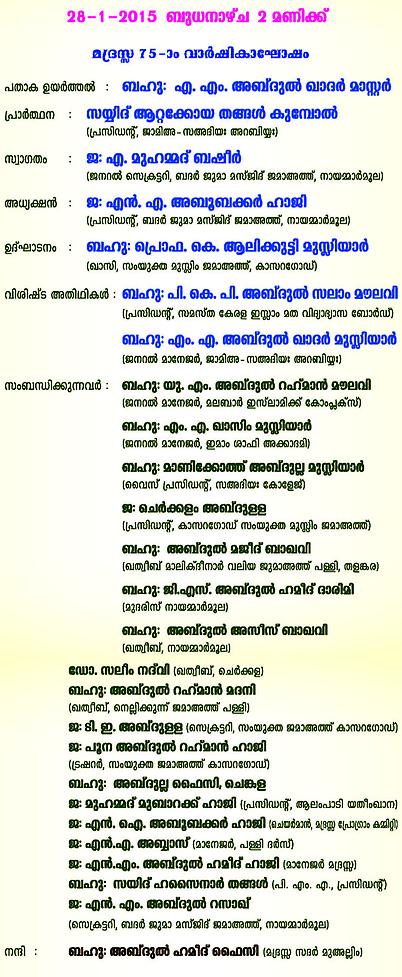 28-1-2015 ബുധനാഴ്ച 2 മണിക്ക്
മദ്രസ്സ 75-ാം വാർഷികാഘോഷം
പതാക ഉയർത്തൽ : ബഹു: എ. എം. അബ്ദുൽ ഖാദർ മാസ്റ്റർ
പ്രാർത്ഥന : സയ്യിദ് ആറ്റക്കോയ തങ്ങൾ കുമ്പോൽ
(പ്രസിഡന്റ്, ജാമിഅ-സഅദിയഃ അറബിയ്യഃ)
സ്വാഗതം : ജ: എ. മുഹമ്മദ് ബഷീർ
(ജനറൽ സെക്രട്ടറി, ബദർ ജുമാ മസ്ജിദ് ജമാഅത്ത്, നായമ്മാർമൂല)
അധ്യക്ഷൻ : ജ: എൻ. എ. അബൂബക്കർ ഹാജി
(പ്രസിഡന്റ്, ബദർ ജുമാ മസ്ജിദ് ജമാഅത്ത്, നായമ്മാർമൂല)
ഉദ്ഘാടനം : ബഹു: പ്രൊഫ. കെ. ആലിക്കുട്ടി മുസ്ലിയാർ
(ഖാസി, സംയുക്ത മുസ്ലിം ജമാഅത്ത്, കാസറഗോഡ്)
വിശിഷ്ട അതിഥികൾ : ബഹു: പി. കെ. പി. അബ്ദുൽ സലാം മൗലവി
(പ്രസിഡന്റ്, സമസ്ത കേരള ഇസ്ലാം മത വിദ്യാഭ്യാസ ബോർഡ്)
ബഹു: എം. എ. അബ്ദുൽ ഖാദർ മുസ്ലിയാർ
(ജനറൽ മാനേജർ, ജാമിഅ-സഅദിയഃ അറബിയ്യഃ)
സംബന്ധിക്കുന്നവർ : ബഹു: യു. എം. അബ്ദുൽ റഹ്മാൻ മൗലവി
(ജനറൽ മാനേജർ, മലബാർ ഇസ്ലാമിക്ക് കോംപ്ലക്സ്)
ബഹു: എം. എ. ഖാസിം മുസ്ലിയാർ
(ജനറൽ മാനേജർ, ഇമാം ശാഫി അക്കാദമി)
ബഹു: മാണിക്കോത്ത് അബ്ദുല്ല മുസ്ലിയാർ
(വൈസ് പ്രസിഡന്റ്, സഅദിയഃ കോളേജ്)
ജ: ചെർക്കളം അബ്ദുളള
(പ്രസിഡന്റ്, കാസറഗോഡ് സംയുക്ത മുസ്ലിം ജമാഅത്ത്)
ബഹു: അബ്ദുൽ മജീദ് ബാഖവി
(ഖത്വീബ് മാലിക്ദീനാർ വലിയ ജുമാഅത്ത് പള്ളി, തളങ്കര)
ബഹു: ജി.എസ്. അബ്ദുൽ ഹമീദ് ദാരിമി
(മുദരിസ് നായമ്മാർമൂല)
ബഹു: അബ്ദുൽ അസീസ് ബാഖവി
(ഖത്വീബ്, നായമ്മാർമൂല)
ഡോ. സലീം നദ്വി (ഖത്വീബ്, ചെർക്കള)
ബഹു: അബ്ദുൽ റഹ്മാൻ മദനി
(ഖത്വീബ്, നെല്ലിക്കുന്ന് ജമാഅത്ത് പള്ളി)
ജ: ടി. ഇ. അബ്ദുളള (സെക്രട്ടറി, സംയുക്ത ജമാഅത്ത് കാസറഗോഡ്)
ജ: പൂന അബ്ദുൽ റഹ്മാൻ ഹാജി
(ട്രഷറർ, സംയുക്ത ജമാഅത്ത് കാസറഗോഡ്)
ബഹു: അബ്ദുല്ല ഫൈസി, ചെങ്കള
ജ: മുഹമ്മദ് മുബാറക്ക് ഹാജി (പ്രസിഡന്റ്, ആലംപാടി യതീംഖാന)
ജ: എൻ. ഐ. അബൂബക്കർ ഹാജി (ചെയർമാൻ, മദ്രസ്സ പ്രോഗ്രാം കമ്മിറ്റി)
ജ: എൻ.എ. അബ്ബാസ് (മാനേജർ, പള്ളി ദർസ്)
ജ: എൻ.എം. അബ്ദുൽ ഹമീദ് ഹാജി (മാനേജർ മദ്രസ്സ)
ബഹു: സയിദ് ഹസൈനാർ തങ്ങൾ (പി. എം. എ., പ്രസിഡന്റ്)
ജ: എൻ. എം. അബ്ദുൽ റസാഖ്
(സെക്രട്ടറി, ബദർ ജുമാ മസ്ജിദ് ജമാഅത്ത്, നായമ്മാർമൂല)
നന്ദി : ബഹു: അബ്ദുൽ ഹമീദ് ഫൈസി (മദ്രസ്സ സദർ മുഅല്ലിം)